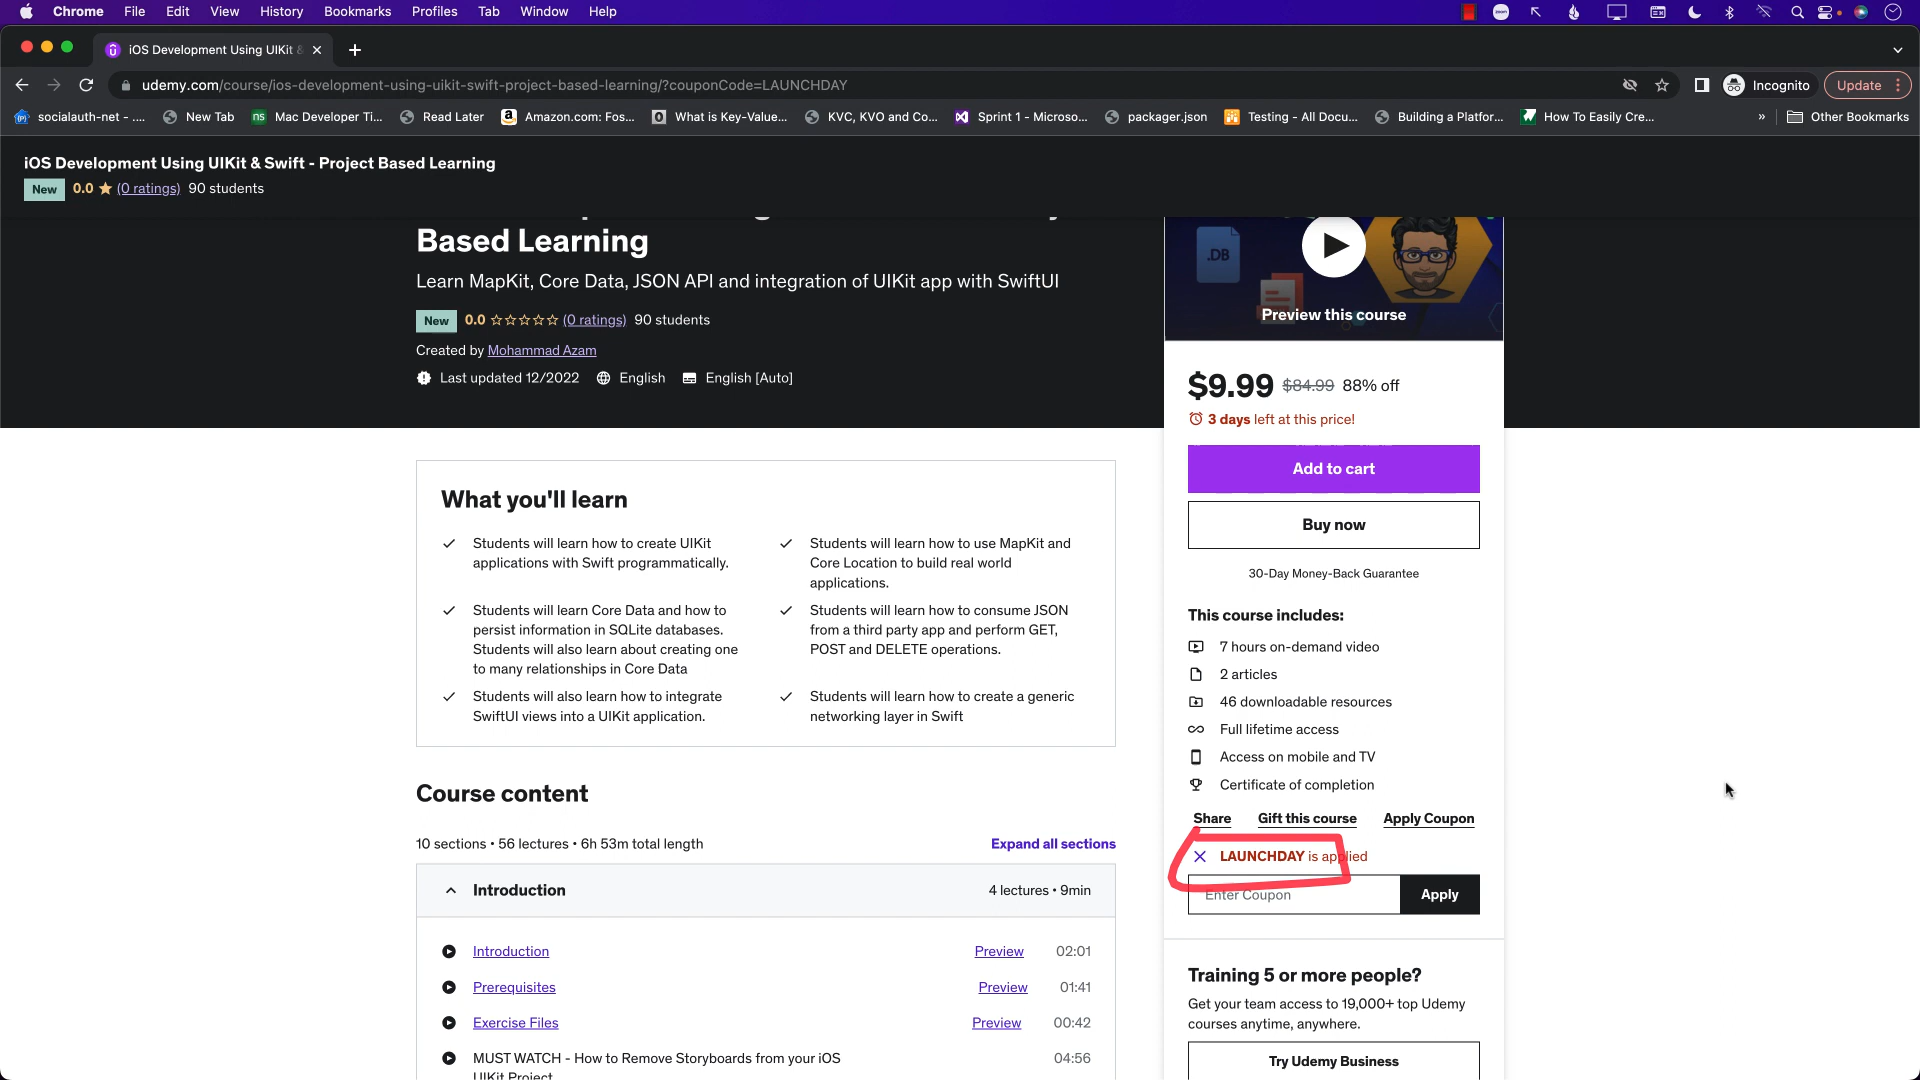 Chrome File Edit View History Bookmarks Profiles Tab Window Help
zoom
iOS Development Using UIKit &
udemy.com/course/ios-development-using-uikit-swift-project-based-learning/?couponCode=LAUNCHDAY
Incognito
Update
socialauth-net - ....
New Tab
ns Mac Developer Ti...
Read Later
Amazon.com: Fos...
What is Key-Value...
KVC, KVO and Co...
Sprint 1 - Microso...
packager.json
Testing - All Docu...
Building a Platfor...
How To Easily Cre...
»
Other Bookmarks
iOS Development Using UIKit & Swift - Project Based Learning
New 0.0 (0 ratings) 90 students
Based Learning
Learn MapKit, Core Data, JSON API and integration of UIKit app with SwiftUI
New 0.0 (0 ratings) 90 students
Created by Mohammad Azam
Last updated 12/2022 English English [Auto]
.DB
Preview this course
$9.99 $84.99 88% off
3 days left at this price!
Add to cart
Buy now
30-Day Money-Back Guarantee
This course includes:
7 hours on-demand video
2 articles
46 downloadable resources
Full lifetime access
Access on mobile and TV
Certificate of completion
Share Gift this course Apply Coupon
LAUNCHDAY is applied
Enter Coupon Apply
Training 5 or more people?
Get your team access to 19,000+ top Udemy
courses anytime, anywhere.
Try Udemy Business
What you'll learn
Students will learn how to create UIKit
applications with Swift programmatically.
Students will learn how to use MapKit and
Core Location to build real world
applications.
Students will learn Core Data and how to
persist information in SQLite databases.
Students will also learn about creating one
to many relationships in Core Data
Students will learn how to consume JSON
from a third party app and perform GET,
POST and DELETE operations.
Students will also learn how to integrate
SwiftUI views into a UIKit application.
Students will learn how to create a generic
networking layer in Swift
Course content
10 sections • 56 lectures • 6h 53m total length Expand all sections
Introduction 4 lectures • 9min
Introduction Preview 02:01
Prerequisites Preview 01:41
Exercise Files Preview 00:42
MUST WATCH - How to Remove Storyboards from your iOS 04:56
UIKit Project